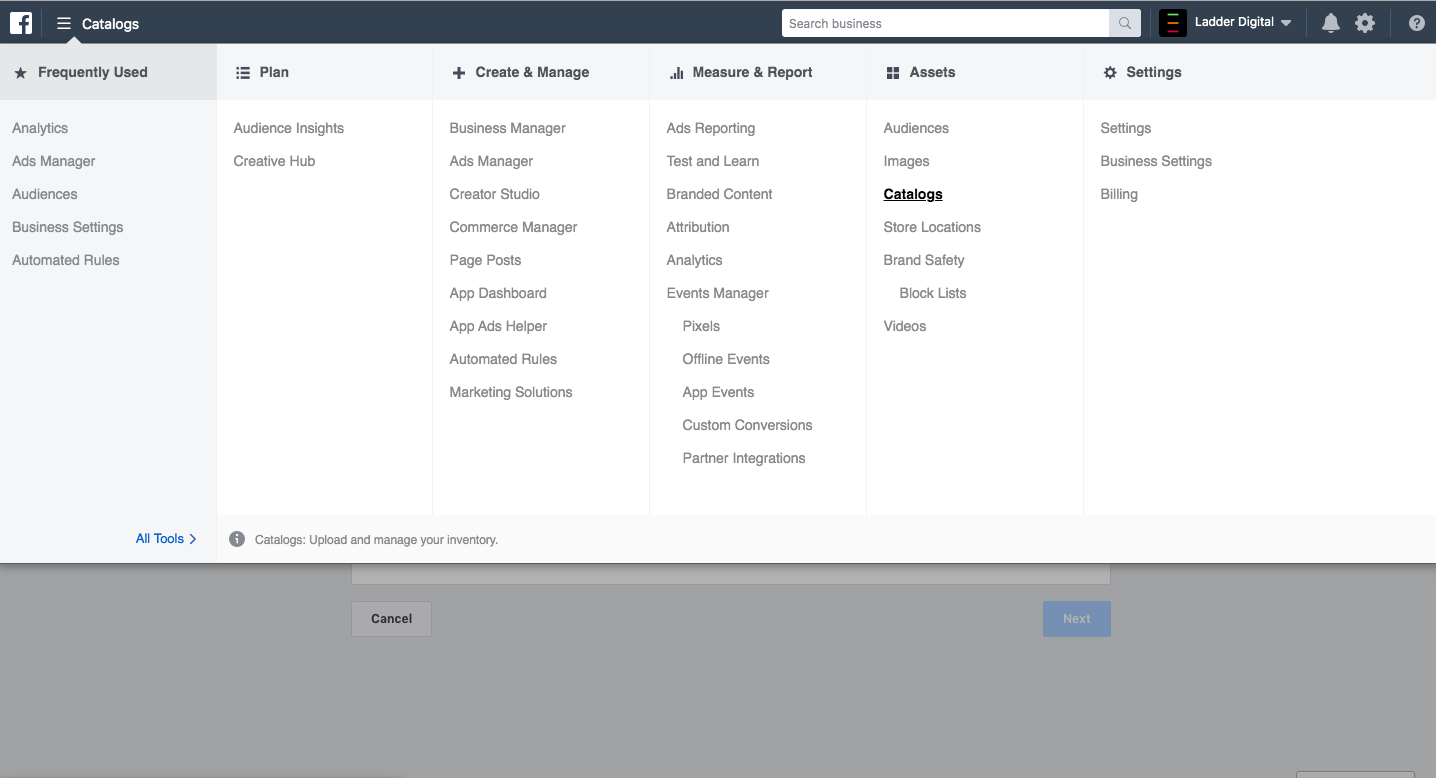 Catalogs
Search business
Ladder Digital
Frequently Used
Analytics
Ads Manager
Audiences
Business Settings
Automated Rules
All Tools
Plan
Audience Insights
Creative Hub
Create & Manage
Business Manager
Ads Manager
Creator Studio
Commerce Manager
Page Posts
App Dashboard
App Ads Helper
Automated Rules
Marketing Solutions
Measure & Report
Ads Reporting
Test and Learn
Branded Content
Attribution
Analytics
Events Manager
Pixels
Offline Events
App Events
Custom Conversions
Partner Integrations
Assets
Audiences
Images
Catalogs
Store Locations
Brand Safety
Block Lists
Videos
Settings
Settings
Business Settings
Billing
Catalogs: Upload and manage your inventory.
Cancel
Next